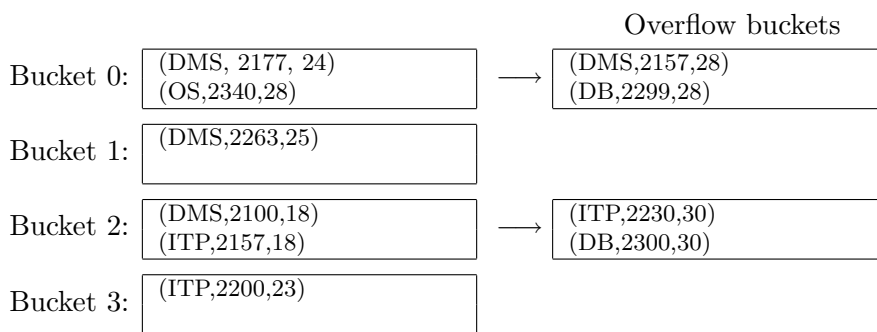 Overflow buckets
Bucket 0: (DMS, 2177, 24) (DMS,2157,28)
(OS,2340,28) (DB,2299,28)
Bucket 1: (DMS,2263,25)
Bucket 2: (DMS,2100,18) (ITP,2230,30)
(ITP,2157,18) (DB,2300,30)
Bucket 3: (ITP,2200,23)